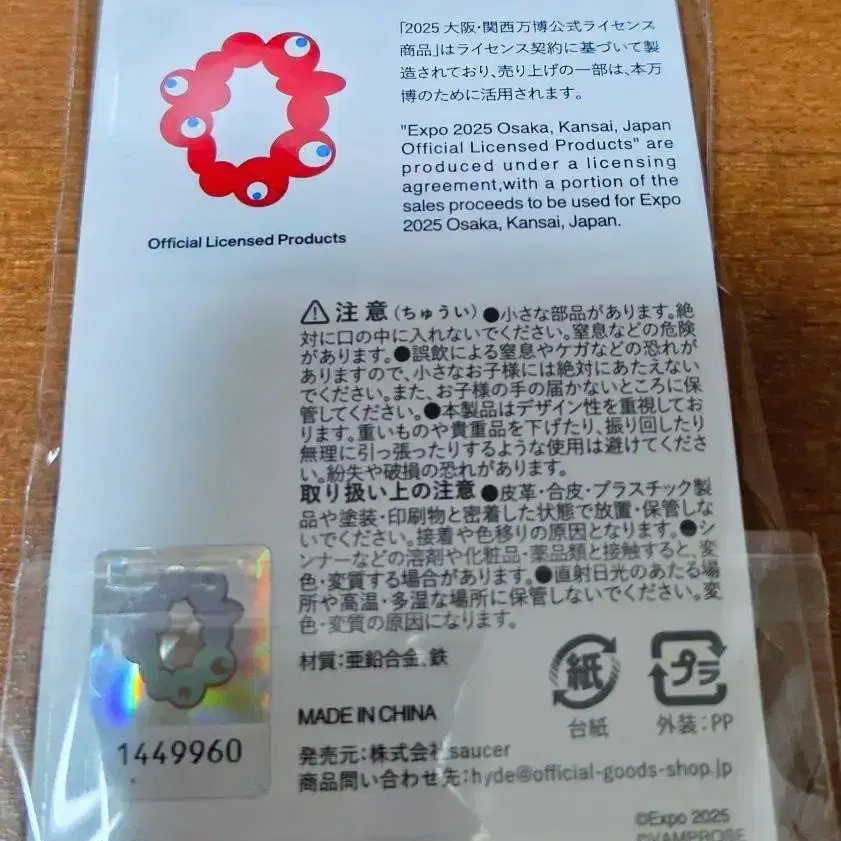 「2025 大阪・関西万博公式ライセンス
商品」はライセンス契約に基づいて製
造されており、売り上げの一部は、本万
博のために活用されます。
"Expo 2025 Osaka, Kansai, Japan
Official Licensed Products" are
produced under a licensing
agreement,with a portion of the
sales proceeds to be used for Expo
2025 Osaka, Kansai, Japan.
Official Licensed Products
注意(ちゅうい)●小さな部品があります。絶
対に口の中に入れないでください。窒息などの危険
があります。●誤飲による窒息やケガなどの恐れが
ありますので、小さなお子様には絶対にあたえない
でください。また、お子様の手の届かないところに保
管してください。●本製品はデザイン性を重視してお
ります。重いものや貴重品を下げたり、振り回したり
無理に引っ張ったりするような使用は避けてくださ
い。紛失や破損の恐れがあります。
取り扱い上の注意 ●皮革・合皮・プラスチック製
品や塗装・印刷物と密着した状態で放置・保管しな
いでください。接着や色移りの原因となります。●シ
ンナーなどの溶剤や化粧品・薬品類と接触すると、変
色・変質する場合があります。●直射日光のあたる場
所や高温・多湿な場所に保管しないでください。変
色・変質の原因になります。
材質:亜鉛合金、鉄
紙
台紙
プラ
外装:PP
MADE IN CHINA
発売元:株式会社saucer
商品問い合わせ先:hyde@official-goods-shop.jp
1449960
©Expo 2025
©VAMPROSE